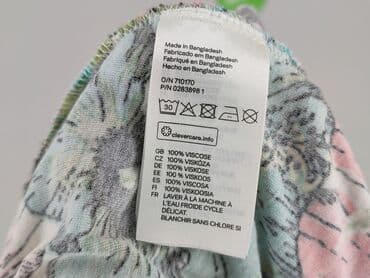 Made in Bangladesh
Fabricado em Bangladesh
Fabriqué en Bangladesh
Hecho en Bangladesh
O/N 710170
P/N 0283898 1
30
clevercare.info
GB 100% VISCOSE
CZ 100% VISKÓZA
DE 100% VISKOSE
EE 100% VISKOOS
ES 100% VISCOSA
FI 100% VISKOOSIA
FR LAVER À LA MACHINE À
L'EAU FROIDE CYCLE
DÉLICAT.
BLANCHIR SANS CHLORE SI